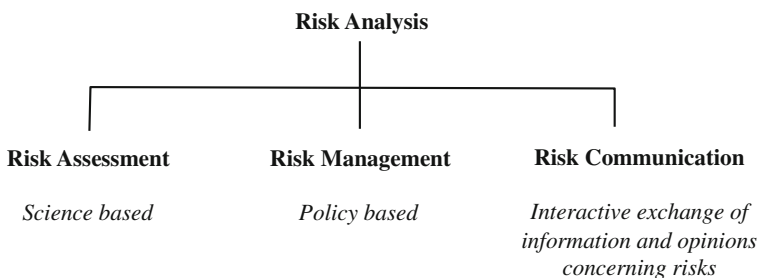 Risk Analysis
Risk Assessment
Risk Management
Risk Communication
Science based
Policy based
Interactive exchange of
information and opinions
concerning risks